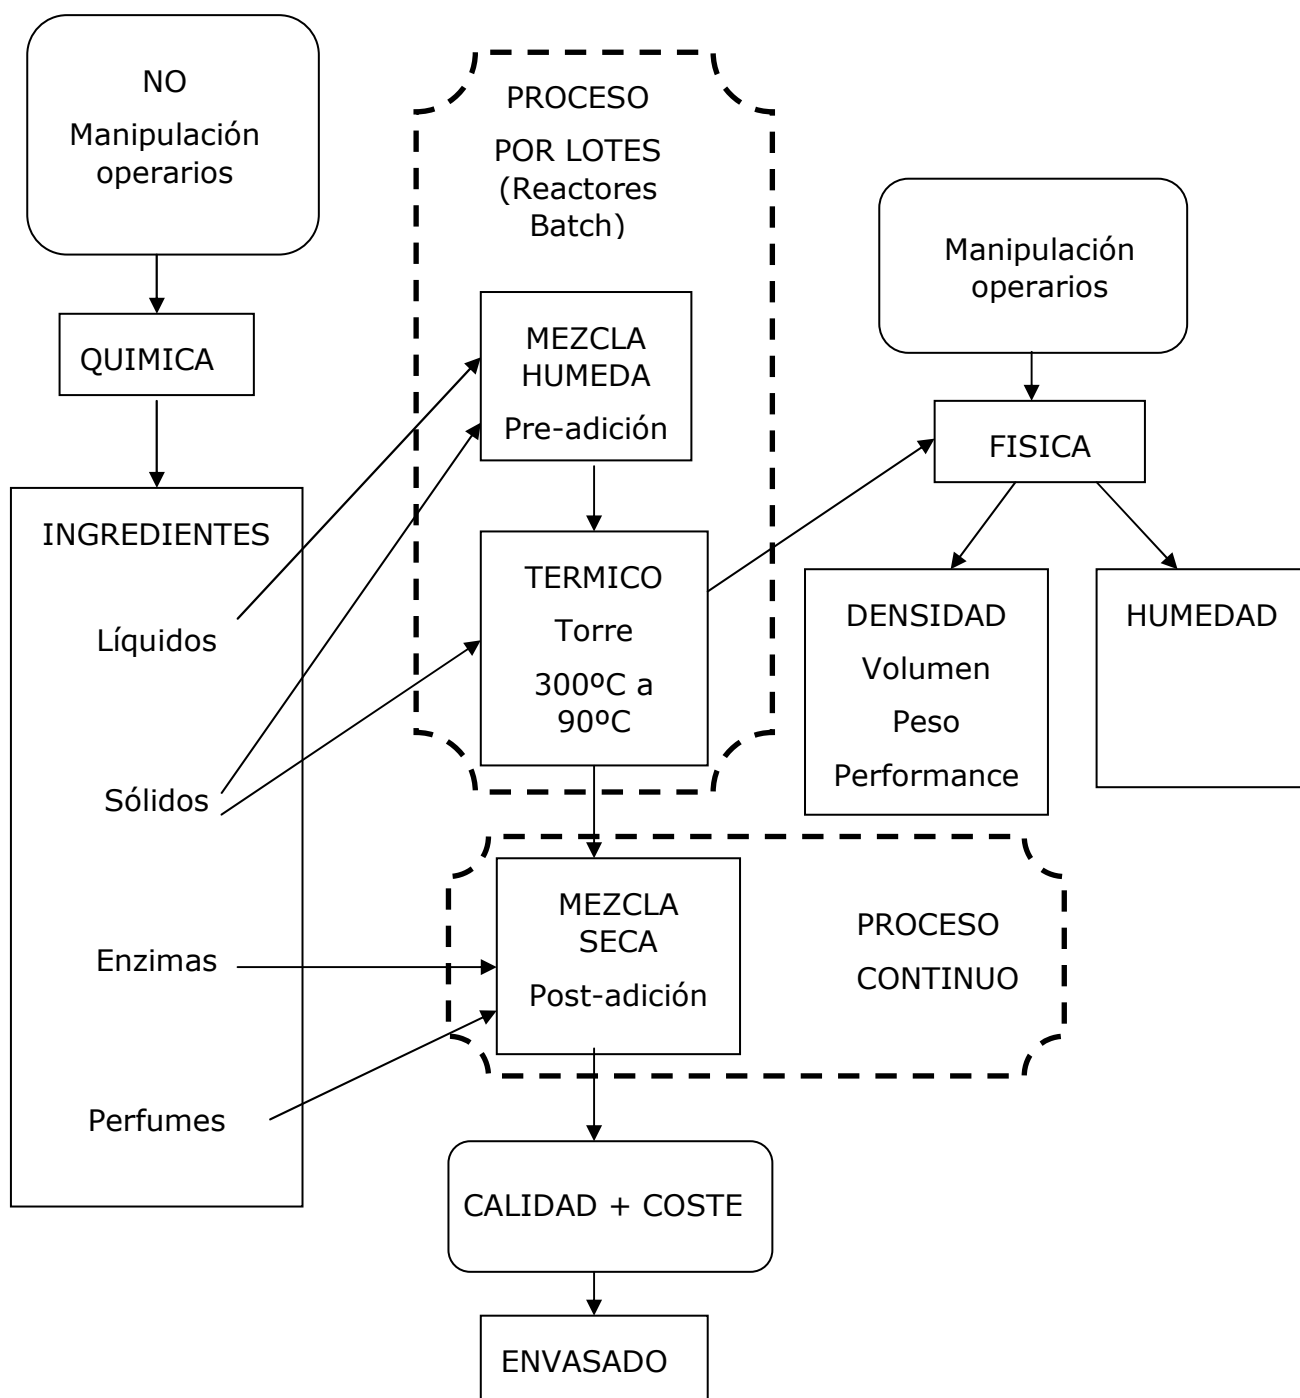 NO
Manipulación
operarios
QUIMICA
INGREDIENTES
Líquidos
Sólidos
Enzimas
Perfumes
PROCESO
POR LOTES
(Reactores
Batch)
MEZCLA
HUMEDA
Pre-adición
TERMICO
Torre
300ºC a
90ºC
Manipulación
operarios
FISICA
DENSIDAD
Volumen
Peso
Performance
HUMEDAD
MEZCLA
SECA
Post-adición
PROCESO
CONTINUO
CALIDAD + COSTE
ENVASADO